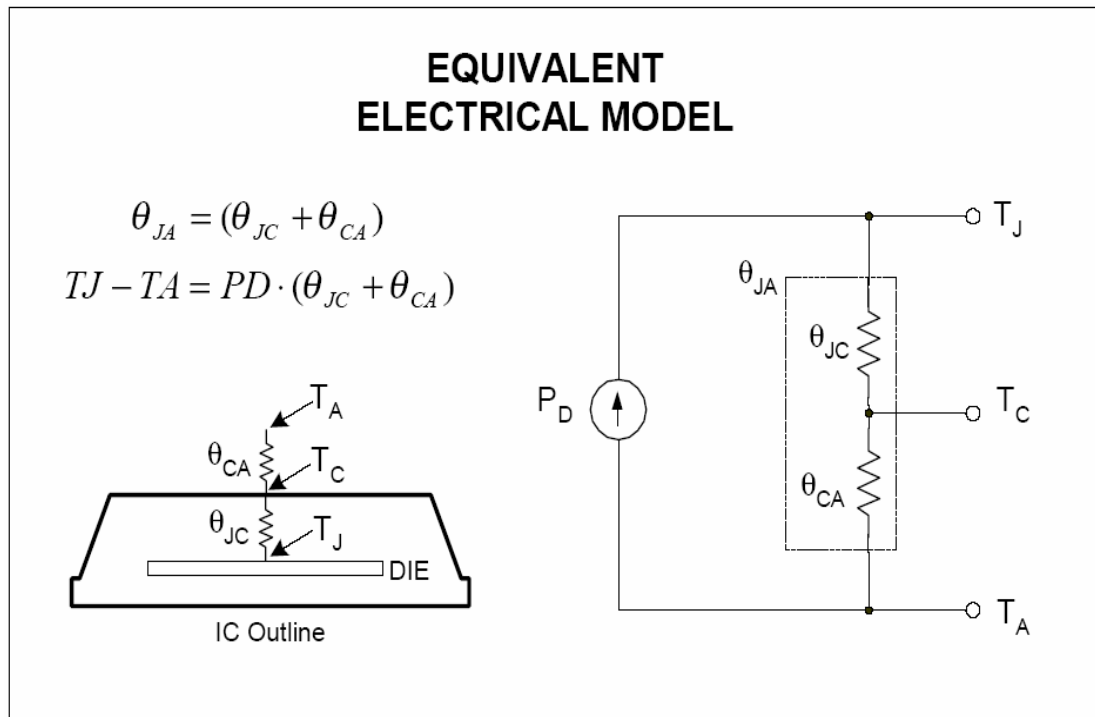 EQUIVALENT
ELECTRICAL MODEL
θJA = (θJC + θCA)
TJ − TA = PD · (θJC + θCA)
TA
θCA
TC
θJC
TJ
DIE
IC Outline
TJ
θJA
θJC
PD
TC
θCA
TA